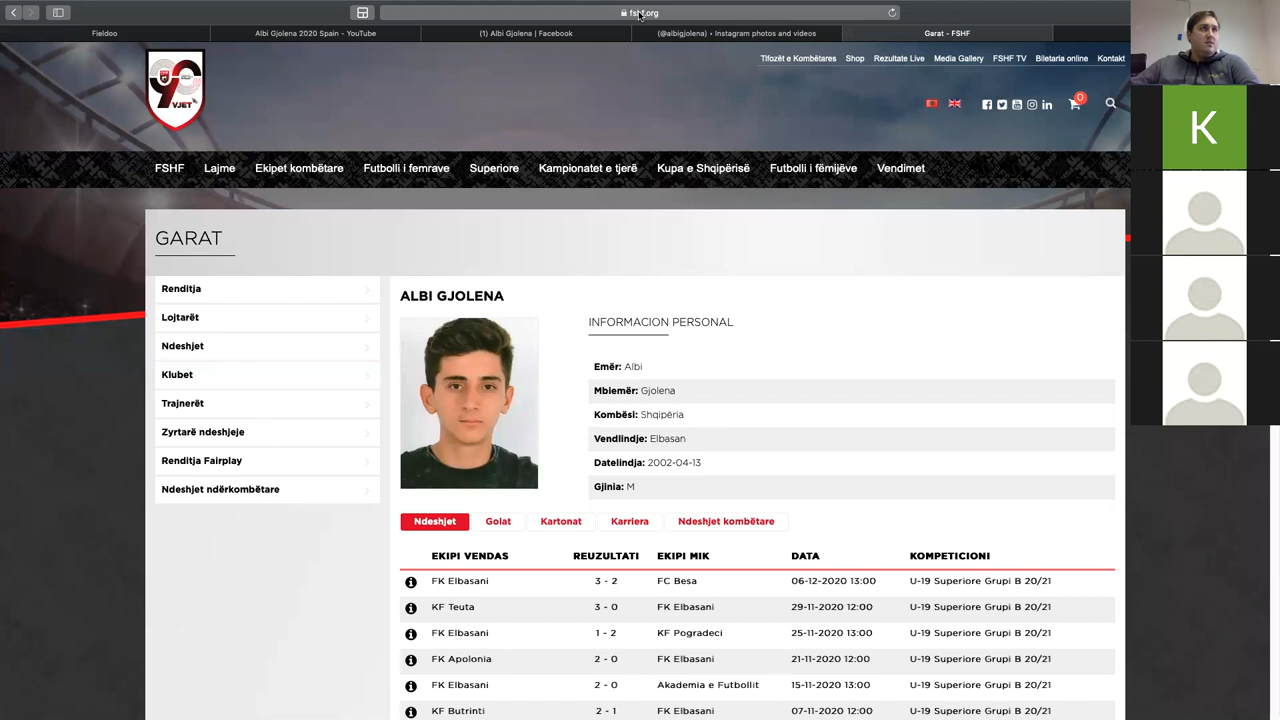 fshf.org
Fieldoo
Albi Gjolena 2020 Spain - YouTube
(1) Albi Gjolena | Facebook
(@albigjolena) • Instagram photos and videos
Garat - FSHF
Tifozët e Kombëtares Shop Rezultate Live Media Gallery FSHF TV Biletaria online Kontakt
90
VJET
0
FSHF Lajme Ekipet kombëtare Futbolli i femrave Superiore Kampionatet e tjerë Kupa e Shqipërisë Futbolli i fëmijëve Vendimet
K
GARAT
Renditja
Lojtarët
Ndeshjet
Klubet
Trajnerët
Zyrtarë ndeshjeje
Renditja Fairplay
Ndeshjet ndërkombëtare
ALBI GJOLENA
INFORMACION PERSONAL
Emër: Albi
Mbiemër: Gjolena
Kombësi: Shqipëria
Vendlindje: Elbasan
Datelindja: 2002-04-13
Gjinia: M
Ndeshjet Golat Kartonat Karriera Ndeshjet kombëtare
EKIPI VENDAS REUZULTATI EKIPI MIK DATA KOMPETICIONI
FK Elbasani 3 - 2 FC Besa 06-12-2020 13:00 U-19 Superiore Grupi B 20/21
KF Teuta 3 - 0 FK Elbasani 29-11-2020 12:00 U-19 Superiore Grupi B 20/21
FK Elbasani 1 - 2 KF Pogradeci 25-11-2020 13:00 U-19 Superiore Grupi B 20/21
FK Apolonia 2 - 0 FK Elbasani 21-11-2020 12:00 U-19 Superiore Grupi B 20/21
FK Elbasani 2 - 0 Akademia e Futbollit 15-11-2020 13:00 U-19 Superiore Grupi B 20/21
KF Butrinti 2 - 1 FK Elbasani 07-11-2020 12:00 U-19 Superiore Grupi B 20/21